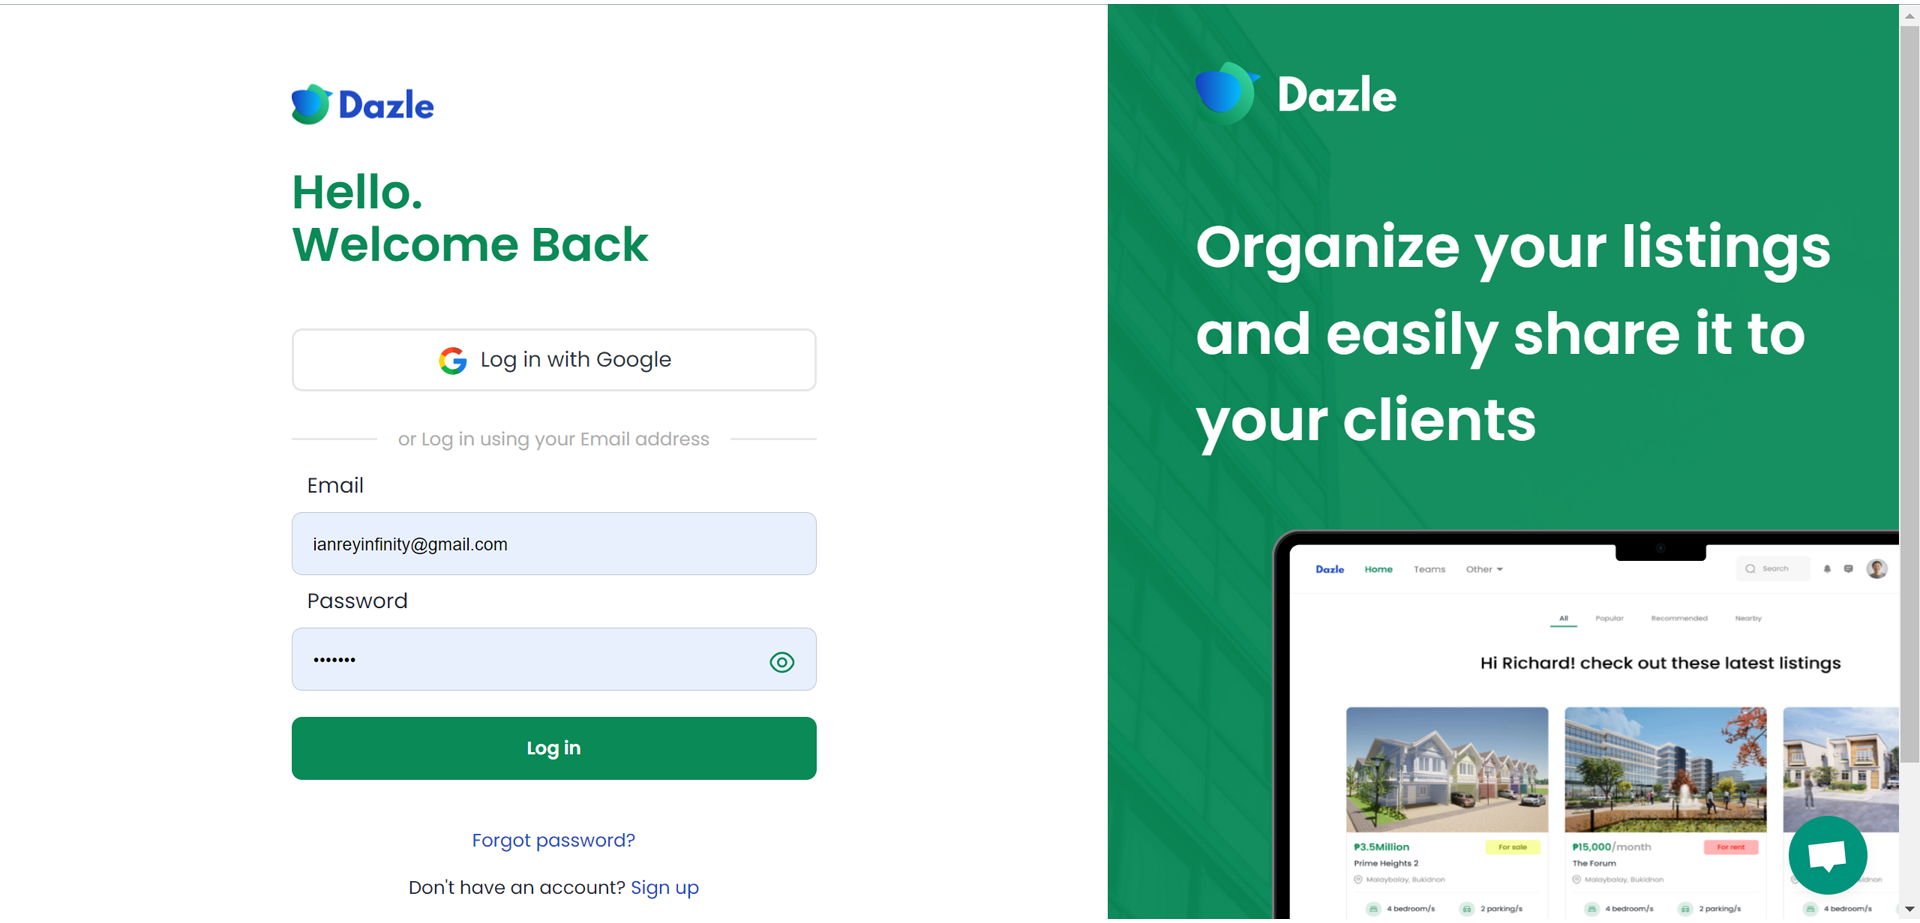 Dazle
Hello.
Welcome Back
Log in with Google
or Log in using your Email address
Email
ianreyinfinity@gmail.com
Password
•••••••
Log in
Forgot password?
Don't have an account? Sign up
Dazle
Organize your listings
and easily share it to
your clients
Dazle Home Teams Other Search
All Popular Recommended Nearby
Hi Richard! check out these latest listings
₱3.5Million For sale
Prime Heights 2
Malaybalay, Bukidnon
4 bedroom/s 2 parking/s
₱15,000/month For rent
The Forum
Malaybalay, Bukidnon
4 bedroom/s 2 parking/s
4 bedroom/s